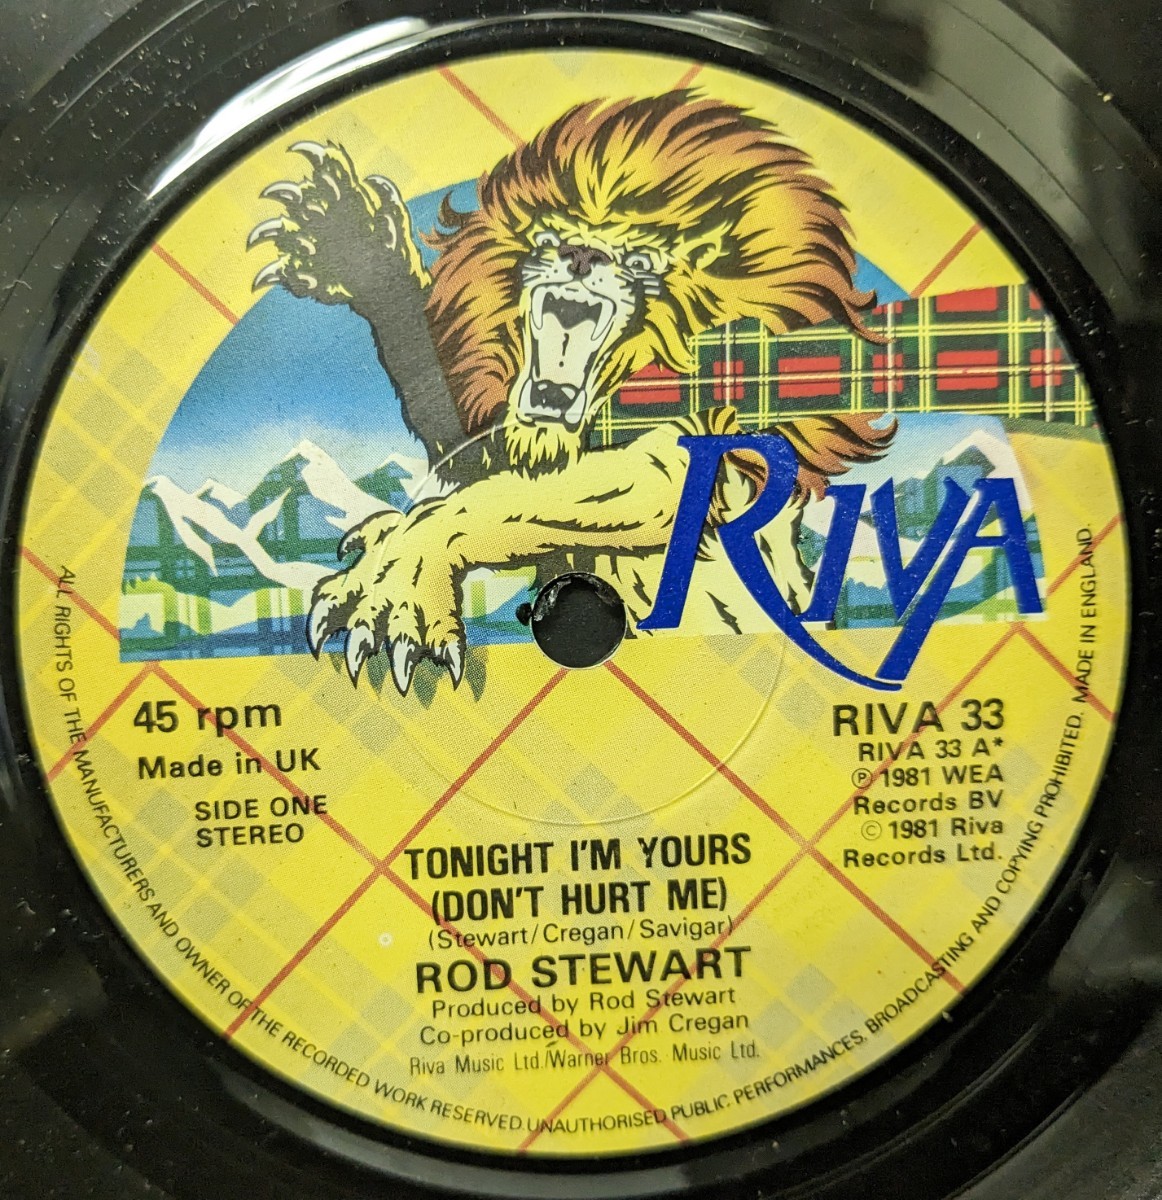 RIVA
45 rpm
Made in UK
SIDE ONE
STEREO
RIVA 33
RIVA 33 A*
℗ 1981 WEA
Records BV
© 1981 Riva
Records Ltd.
TONIGHT I'M YOURS
(DON'T HURT ME)
(Stewart/Cregan/Savigar)
ROD STEWART
Produced by Rod Stewart
Co-produced by Jim Cregan
Riva Music Ltd./Warner Bros. Music Ltd.
ALL RIGHTS OF THE MANUFACTURERS AND OWNER OF THE RECORDED WORK RESERVED. UNAUTHORISED PUBLIC. PERFORMANCES. BROADCASTING AND COPYING PROHIBITED. MADE IN ENGLAND.